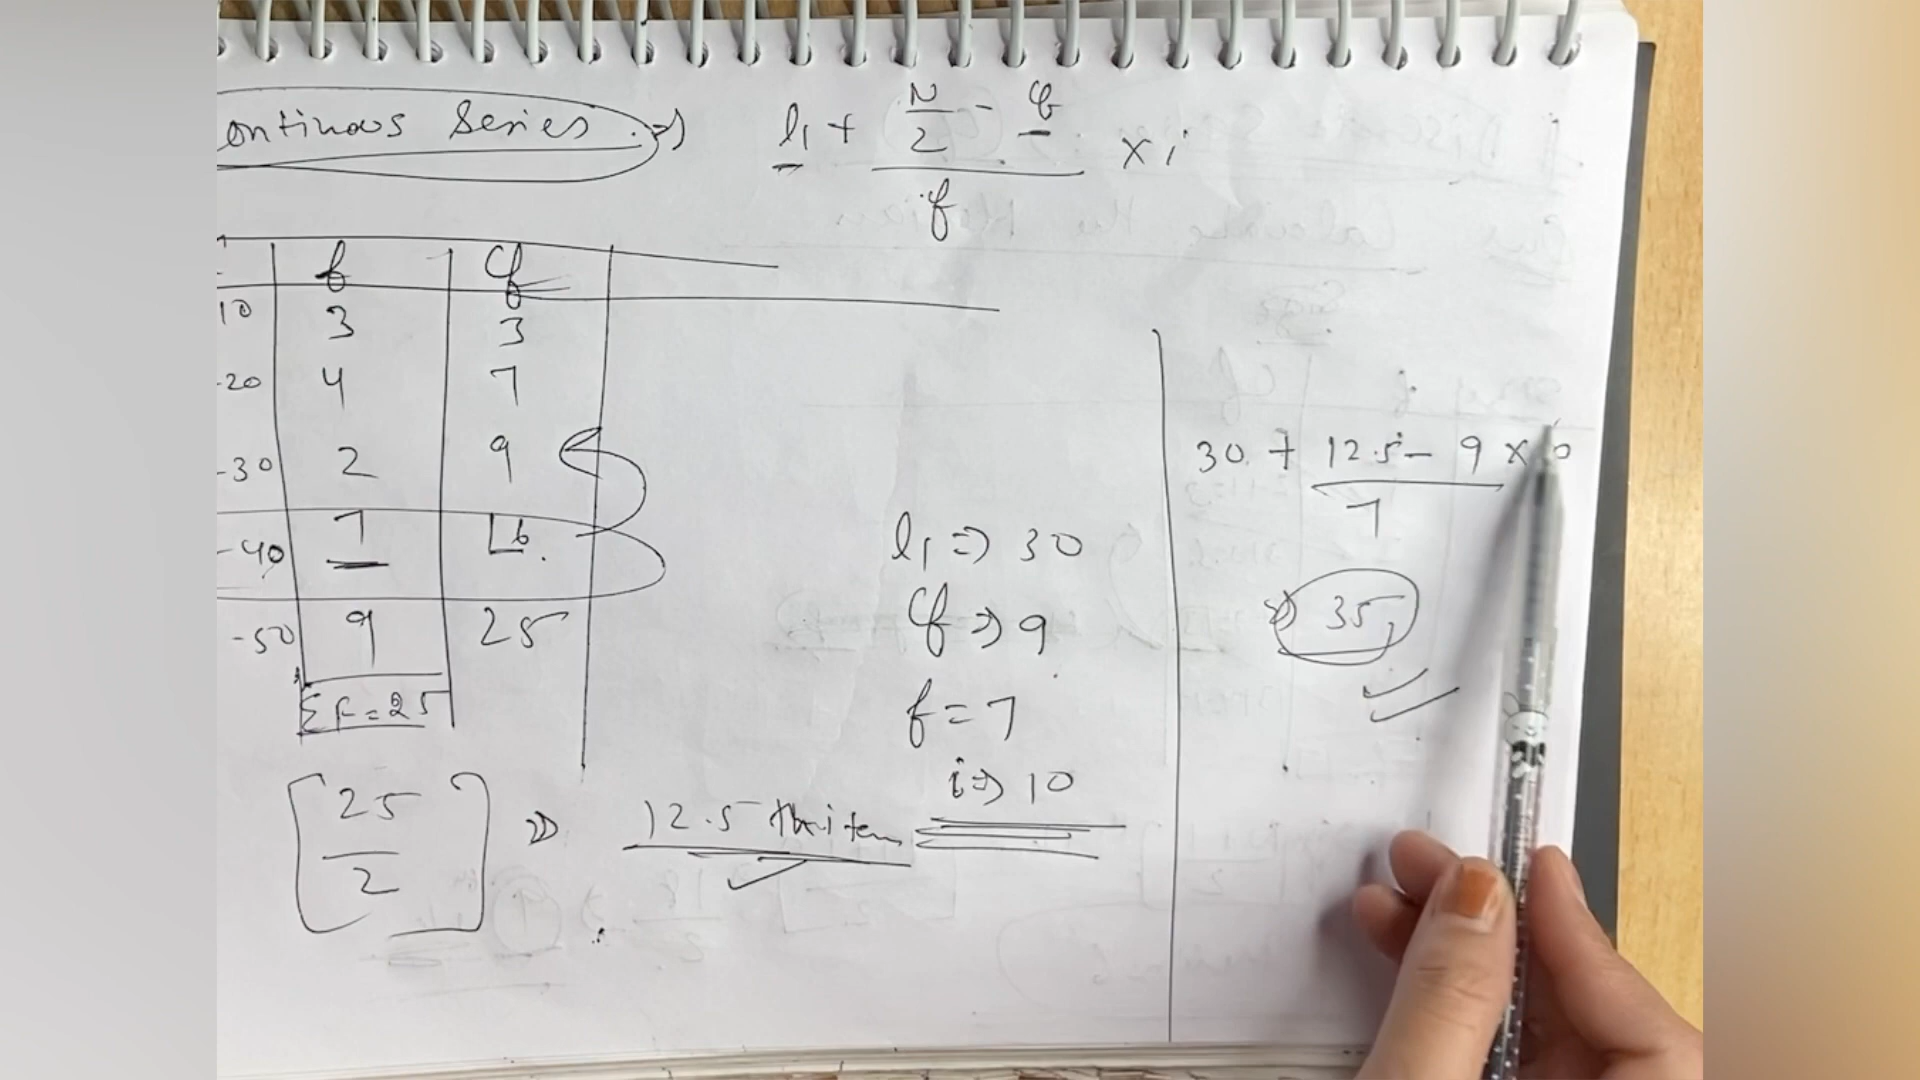 ontinuos Series. ⇒) l₁ + N/2 - cf / f × i
f cf
10 3 3
-20 4 7
-30 2 9
-40 7 16.
-50 9 25
ΣF = 25
25/2 ⇒ 12.5 th item
l₁ ⇒ 30
Cf ⇒ 9
f = 7
i ⇒ 10
30 + 12.5 - 9 / 7 ×
⇒ 35,